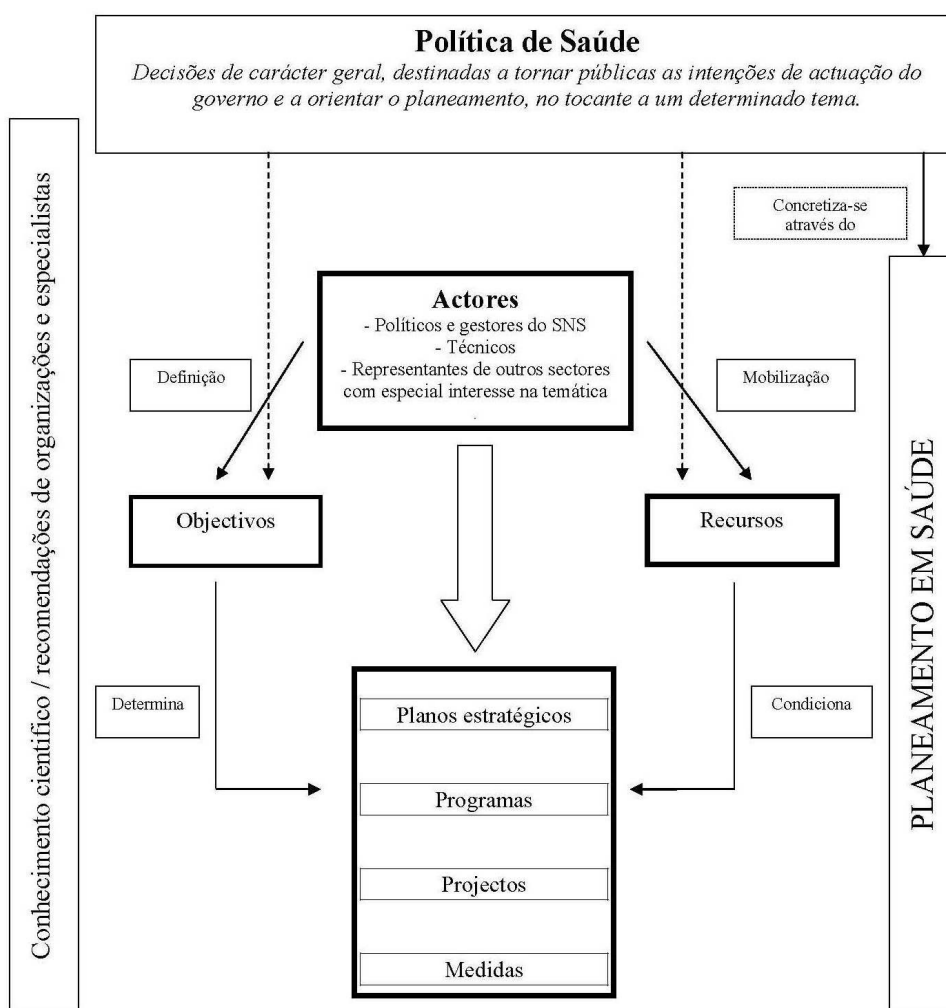 Política de Saúde
Decisões de carácter geral, destinadas a tornar públicas as intenções de actuação do
governo e a orientar o planeamento, no tocante a um determinado tema.
Conhecimento científico / recomendações de organizações e especialistas
Concretiza-se
através do
Actores
- Políticos e gestores do SNS
- Técnicos
- Representantes de outros sectores
com especial interesse na temática
.
Definição
Mobilização
Objectivos
Recursos
PLANEAMENTO EM SAÚDE
Determina
Condiciona
Planos estratégicos
Programas
Projectos
Medidas